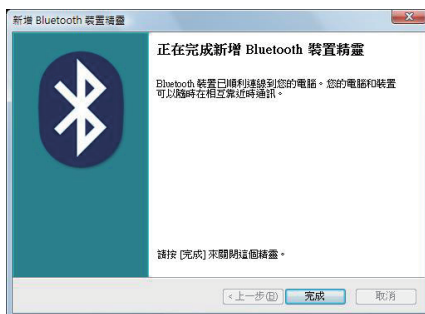 新增 Bluetooth 裝置精靈
正在完成新增 Bluetooth 裝置精靈
Bluetooth 裝置已順利連線到您的電腦。您的電腦和裝置
可以隨時在相互靠近時通訊。
請按 [完成] 來關閉這個精靈。
<上一步(B) 完成 取消